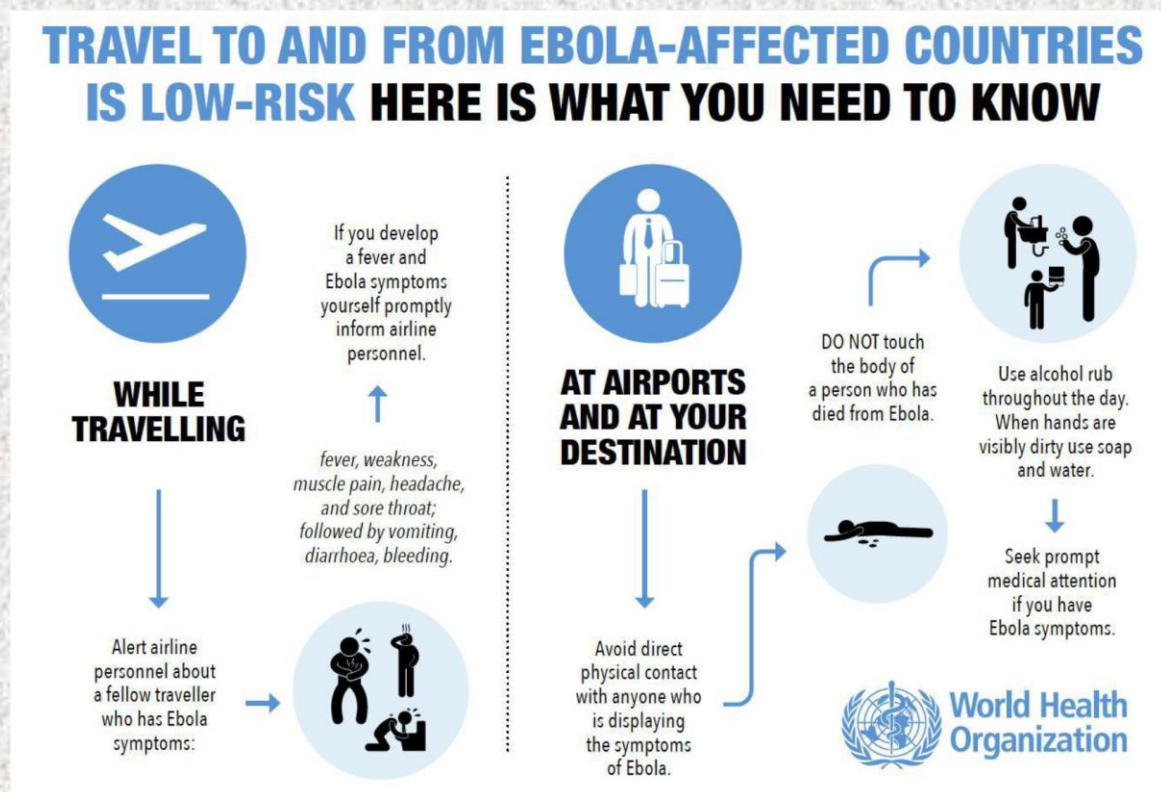 TRAVEL TO AND FROM EBOLA-AFFECTED COUNTRIES
IS LOW-RISK HERE IS WHAT YOU NEED TO KNOW
WHILE
TRAVELLING
Alert airline
personnel about
a fellow traveller
who has Ebola
symptoms:
fever, weakness,
muscle pain, headache,
and sore throat;
followed by vomiting,
diarrhoea, bleeding.
If you develop
a fever and
Ebola symptoms
yourself promptly
inform airline
personnel.
AT AIRPORTS
AND AT YOUR
DESTINATION
Avoid direct
physical contact
with anyone who
is displaying
the symptoms
of Ebola.
DO NOT touch
the body of
a person who has
died from Ebola.
Use alcohol rub
throughout the day.
When hands are
visibly dirty use soap
and water.
Seek prompt
medical attention
if you have
Ebola symptoms.
World Health
Organization